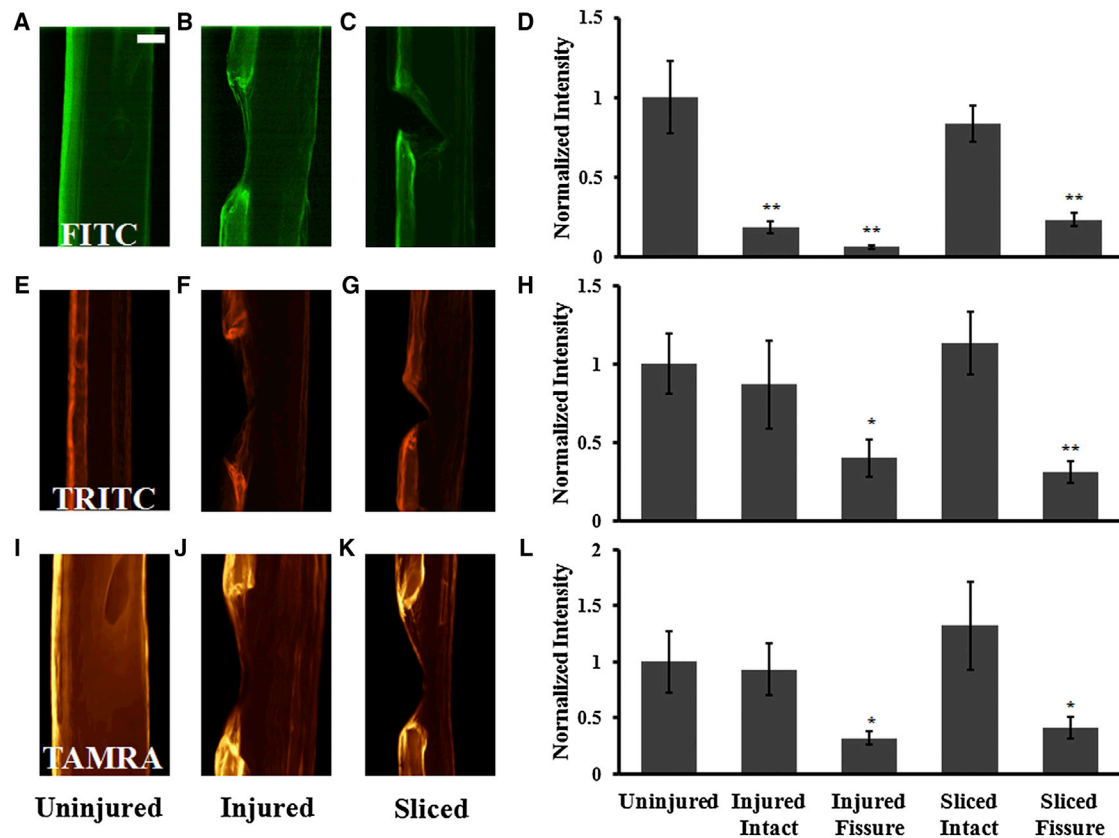 A
B
C
D
FITC
Normalized Intensity
1.5
1
0.5
0
**
**
**
E
F
G
H
TRITC
Normalized Intensity
1.5
1
0.5
0
*
**
I
J
K
L
TAMRA
Normalized Intensity
2
1.5
1
0.5
0
*
*
Uninjured
Injured
Sliced
Uninjured
Injured Intact
Injured Fissure
Sliced Intact
Sliced Fissure